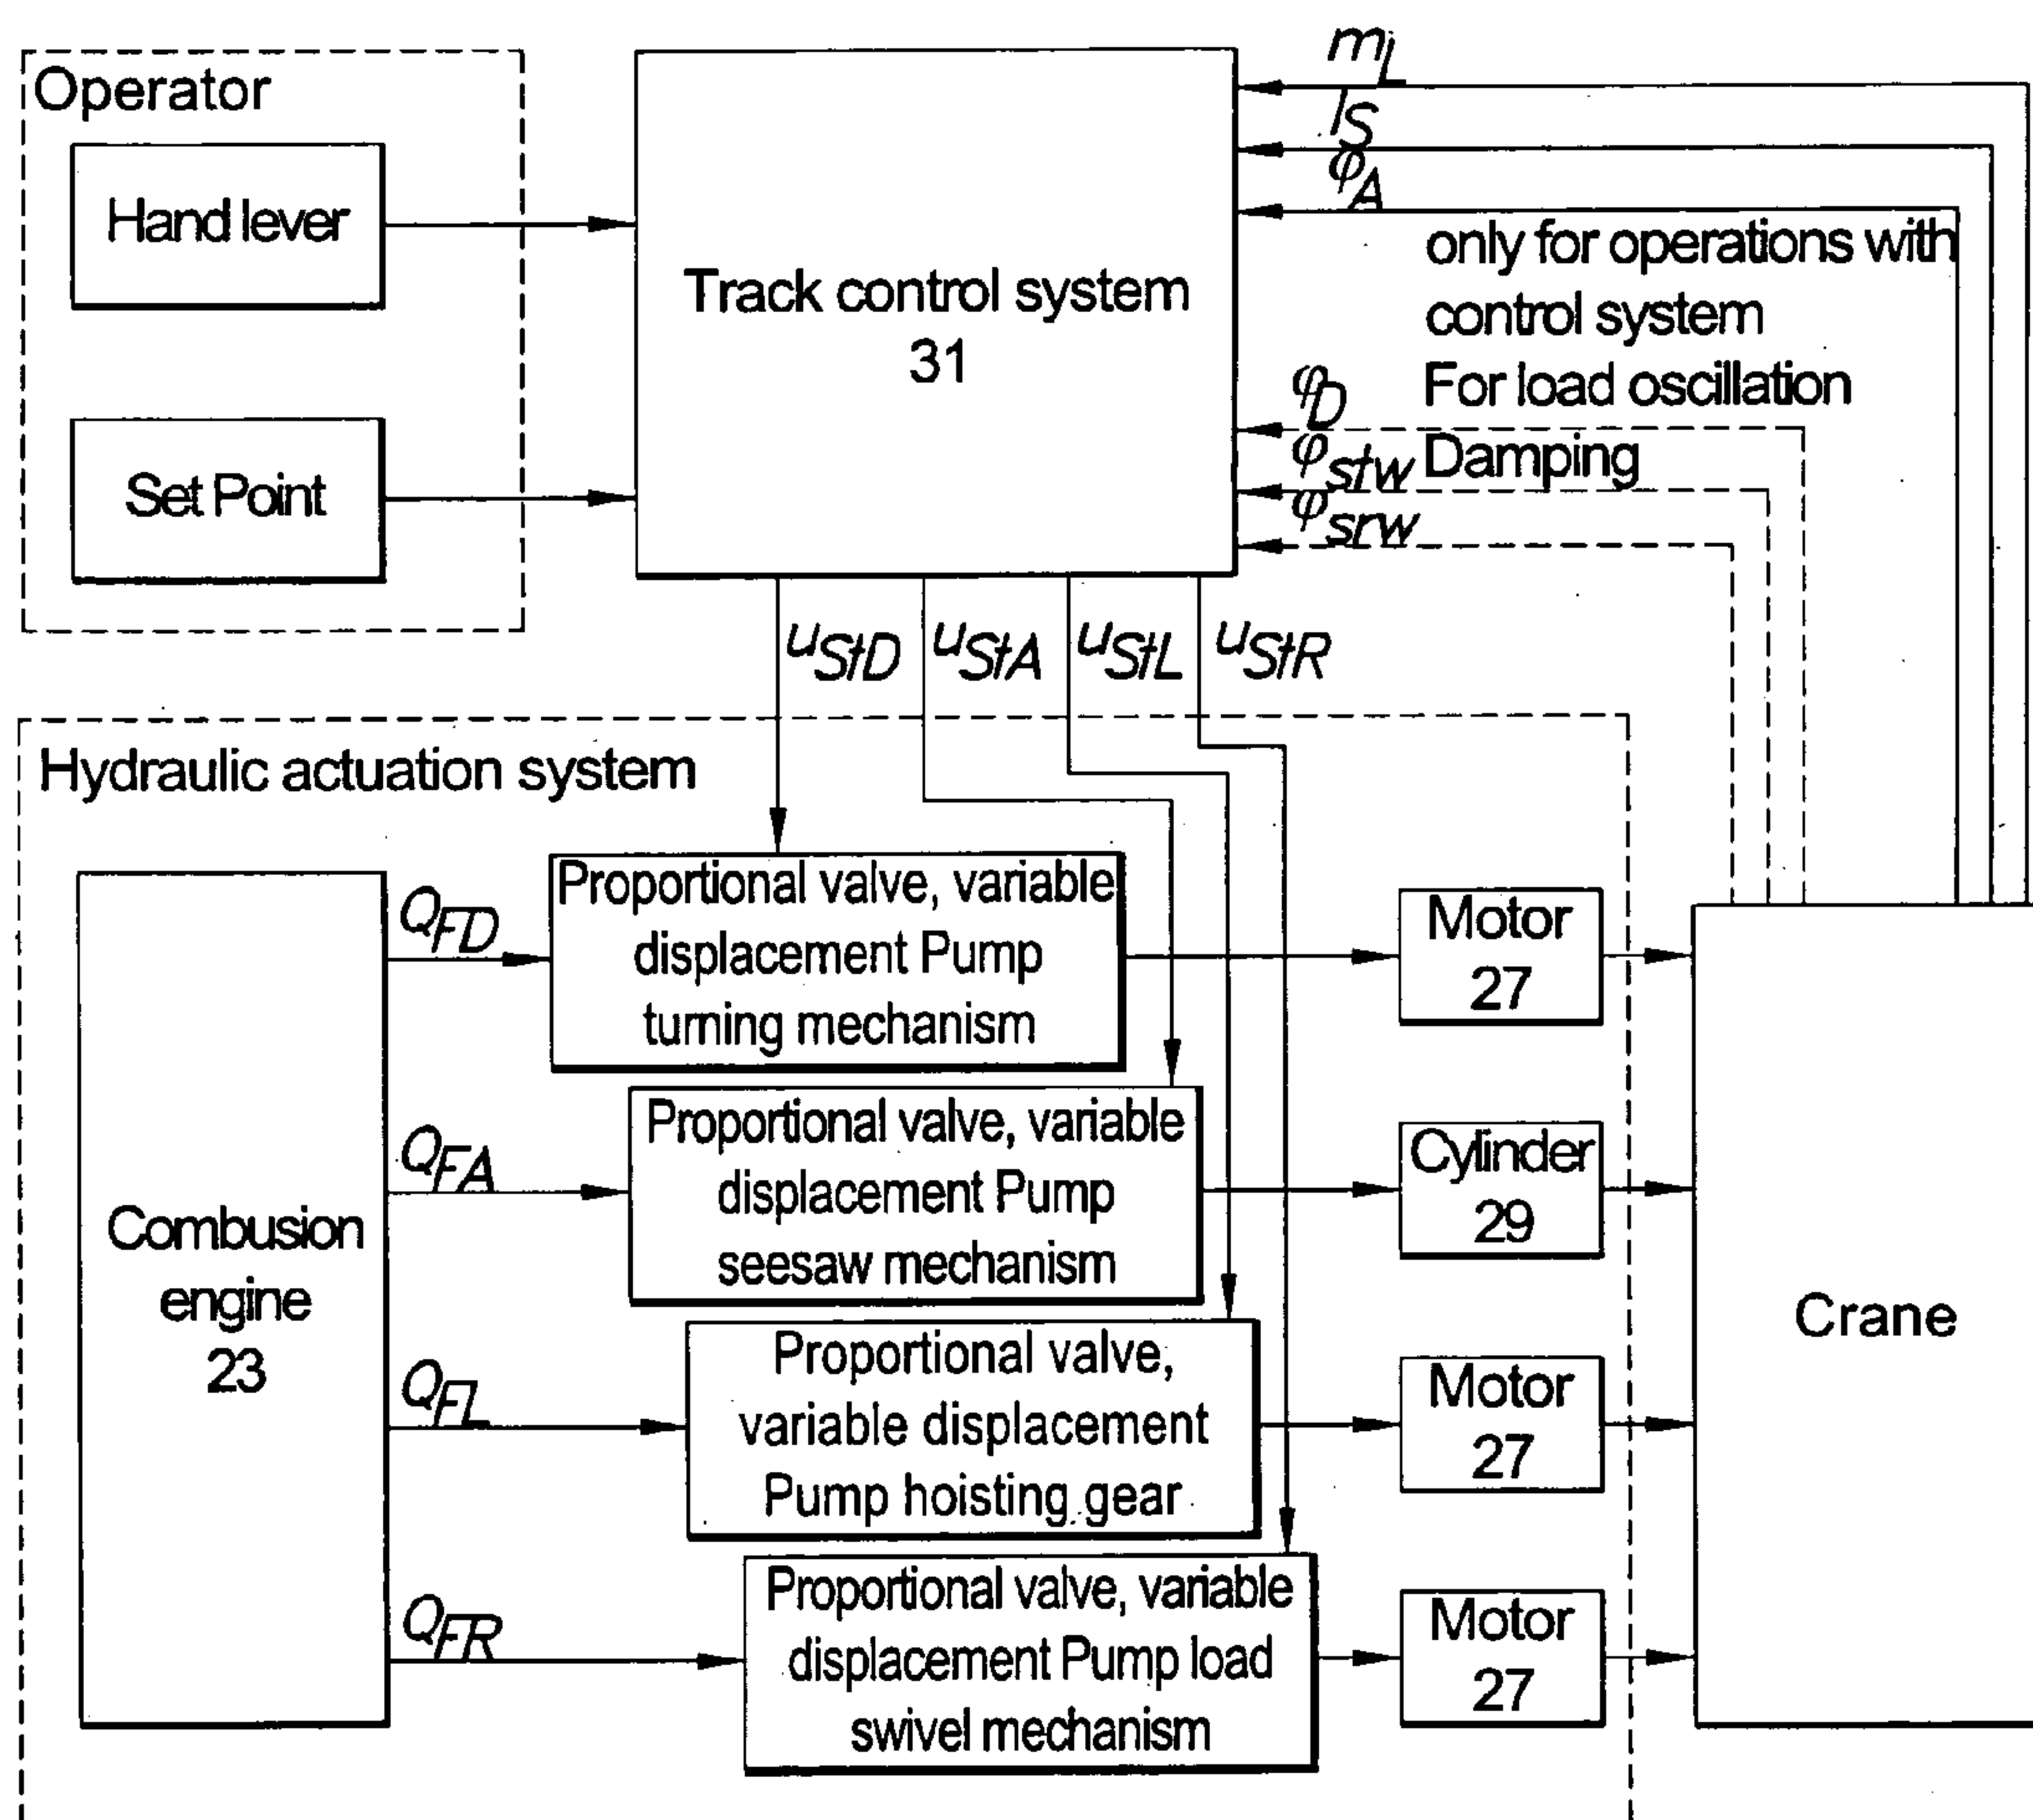 Operator
Hand lever
Set Point
Track control system
31
m_L
l_S
φ_A
only for operations with
control system
For load oscillation
Damping
φ_D
φ_stw
φ_srw
u_StD
u_StA
u_StL
u_StR
Hydraulic actuation system
Combusion
engine
23
Q_FD
Q_FA
Q_FL
Q_FR
Proportional valve, variable
displacement Pump
turning mechanism
Proportional valve, variable
displacement Pump
seesaw mechanism
Proportional valve,
variable displacement
Pump hoisting gear
Proportional valve, variable
displacement Pump load
swivel mechanism
Motor
27
Cylinder
29
Motor
27
Motor
27
Crane